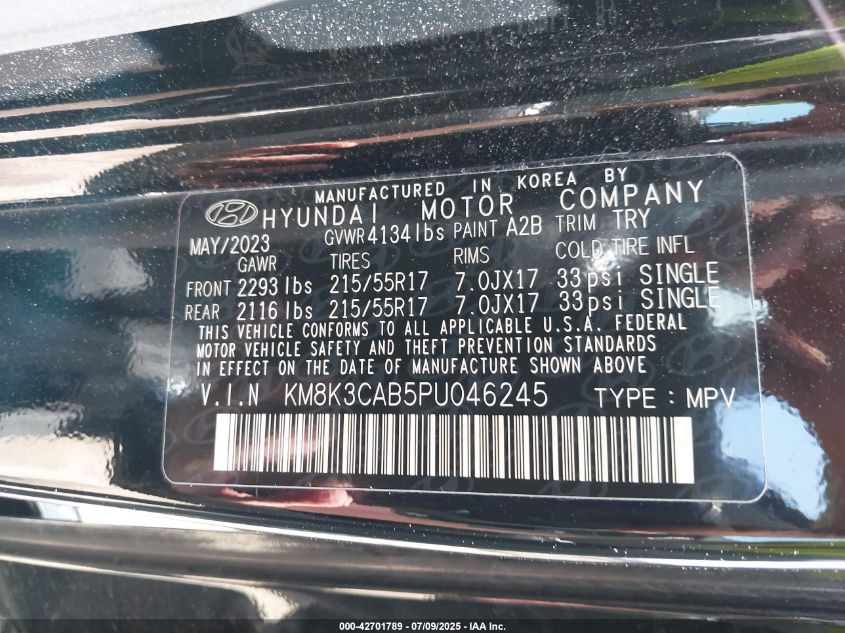 MANUFACTURED IN KOREA BY
HYUNDAI MOTOR COMPANY
MAY/2023 GVWR 4134 lbs PAINT A2B TRIM TRY
GAWR TIRES RIMS COLD TIRE INFL
FRONT 2293 lbs 215/55R17 7.0JX17 33 psi SINGLE
REAR 2116 lbs 215/55R17 7.0JX17 33 psi SINGLE
THIS VEHICLE CONFORMS TO ALL APPLICABLE U.S.A. FEDERAL
MOTOR VEHICLE SAFETY AND THEFT PREVENTION STANDARDS
IN EFFECT ON THE DATE OF MANUFACTURE SHOWN ABOVE
V.I.N KM8K3CAB5PU046245 TYPE: MPV
000-42701789 - 07/09/2025 - IAA Inc.